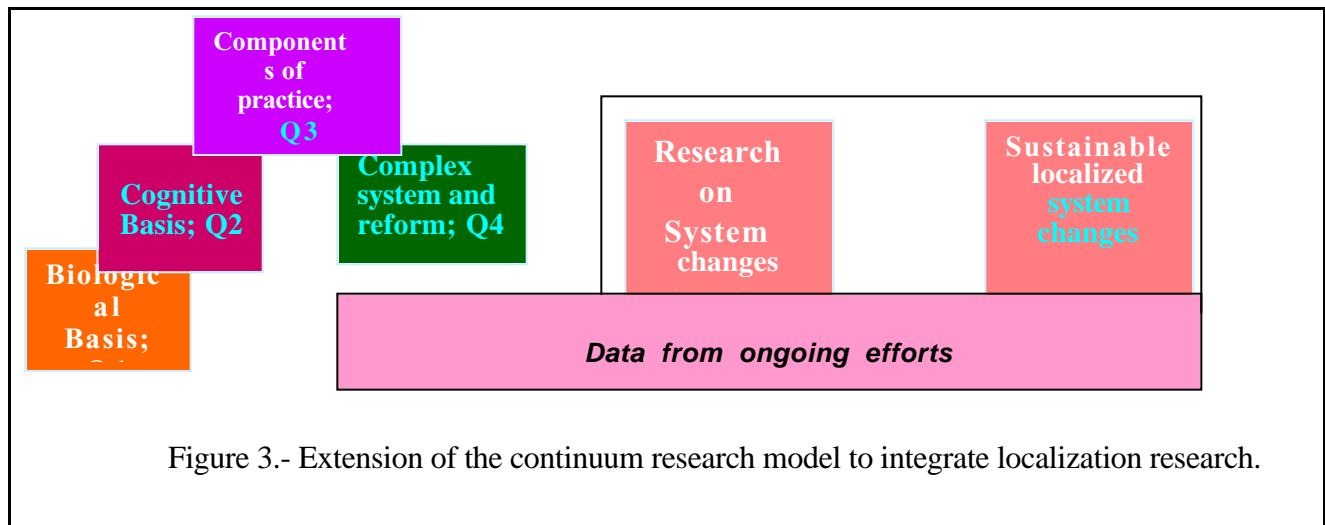 Component
s of
practice;
Q3
Cognitive
Basis; Q2
Complex
system and
reform; Q4
Biologic
al
Basis;
Research
on
System
changes
Sustainable
localized
system
changes
Data from ongoing efforts
Figure 3.- Extension of the continuum research model to integrate localization research.